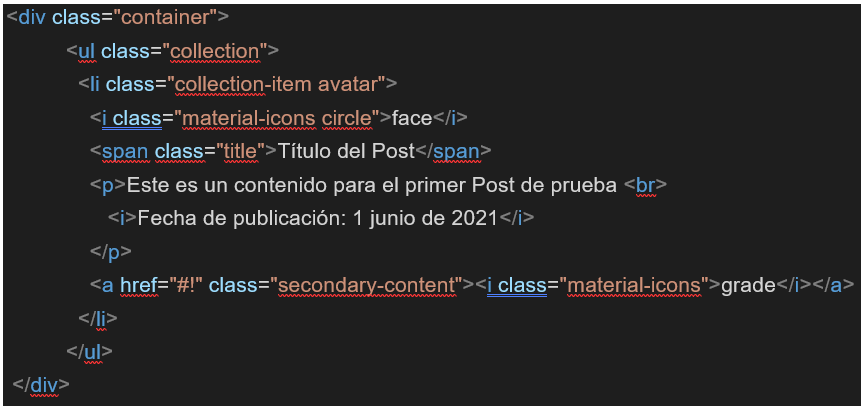 <div class="container">
<ul class="collection">
<li class="collection-item avatar">
<i class="material-icons circle">face</i>
<span class="title">Título del Post</span>
<p>Este es un contenido para el primer Post de prueba <br>
<i>Fecha de publicación: 1 junio de 2021</i>
</p>
<a href="#!" class="secondary-content"><i class="material-icons">grade</i></a>
</li>
</ul>
</div>